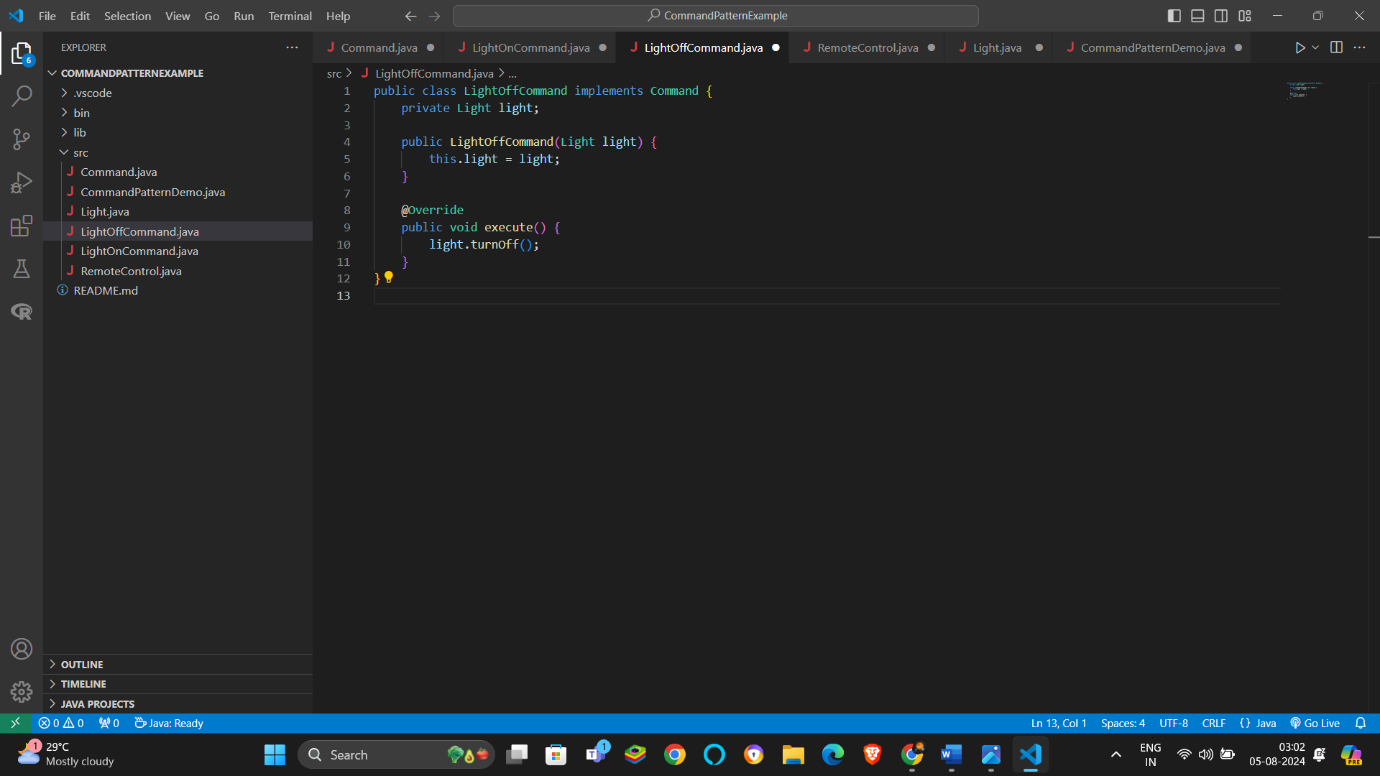 File Edit Selection View Go Run Terminal Help
CommandPatternExample
EXPLORER
Command.java
LightOnCommand.java
LightOffCommand.java
RemoteControl.java
Light.java
CommandPatternDemo.java
6
COMMANDPATTERNEXAMPLE
.vscode
bin
lib
src
Command.java
CommandPatternDemo.java
Light.java
LightOffCommand.java
LightOnCommand.java
RemoteControl.java
README.md
OUTLINE
TIMELINE
JAVA PROJECTS
src > LightOffCommand.java > ...
1 public class LightOffCommand implements Command {
2 private Light light;
3
4 public LightOffCommand(Light light) {
5 this.light = light;
6 }
7
8 @Override
9 public void execute() {
10 light.turnOff();
11 }
12 }
13
0 0 0 Java: Ready
Ln 13, Col 1 Spaces: 4 UTF-8 CRLF {} Java Go Live
1
29°C
Mostly cloudy
Search
1
ENG
IN
03:02
05-08-2024
PRE